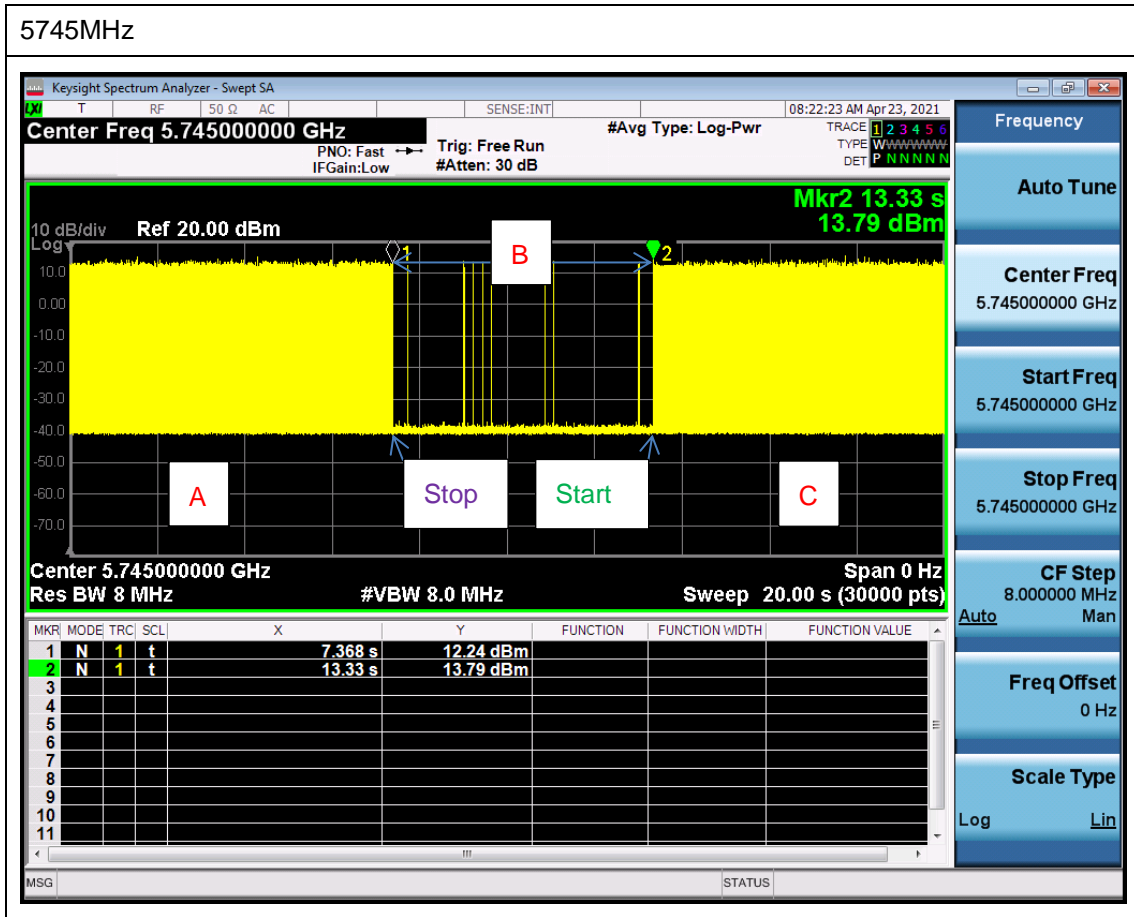 5745MHz
Keysight Spectrum Analyzer - Swept SA
LXI T RF 50 Ω AC SENSE:INT 08:22:23 AM Apr 23, 2021
Center Freq 5.745000000 GHz #Avg Type: Log-Pwr TRACE 1 2 3 4 5 6
PNO: Fast Trig: Free Run TYPE WWWWWWW
IFGain:Low #Atten: 30 dB DET P N N N N N
Mkr2 13.33 s
10 dB/div Ref 20.00 dBm 13.79 dBm
Log
1 B 2
10.0
0.00
-10.0
-20.0
-30.0
-40.0
-50.0
-60.0 A Stop Start C
-70.0
Center 5.745000000 GHz Span 0 Hz
Res BW 8 MHz #VBW 8.0 MHz Sweep 20.00 s (30000 pts)
MKR MODE TRC SCL X Y FUNCTION FUNCTION WIDTH FUNCTION VALUE
1 N 1 t 7.368 s 12.24 dBm
2 N 1 t 13.33 s 13.79 dBm
3
4
5
6
7
8
9
10
11
MSG STATUS
Frequency
Auto Tune
Center Freq
5.745000000 GHz
Start Freq
5.745000000 GHz
Stop Freq
5.745000000 GHz
CF Step
8.000000 MHz
Auto Man
Freq Offset
0 Hz
Scale Type
Log Lin